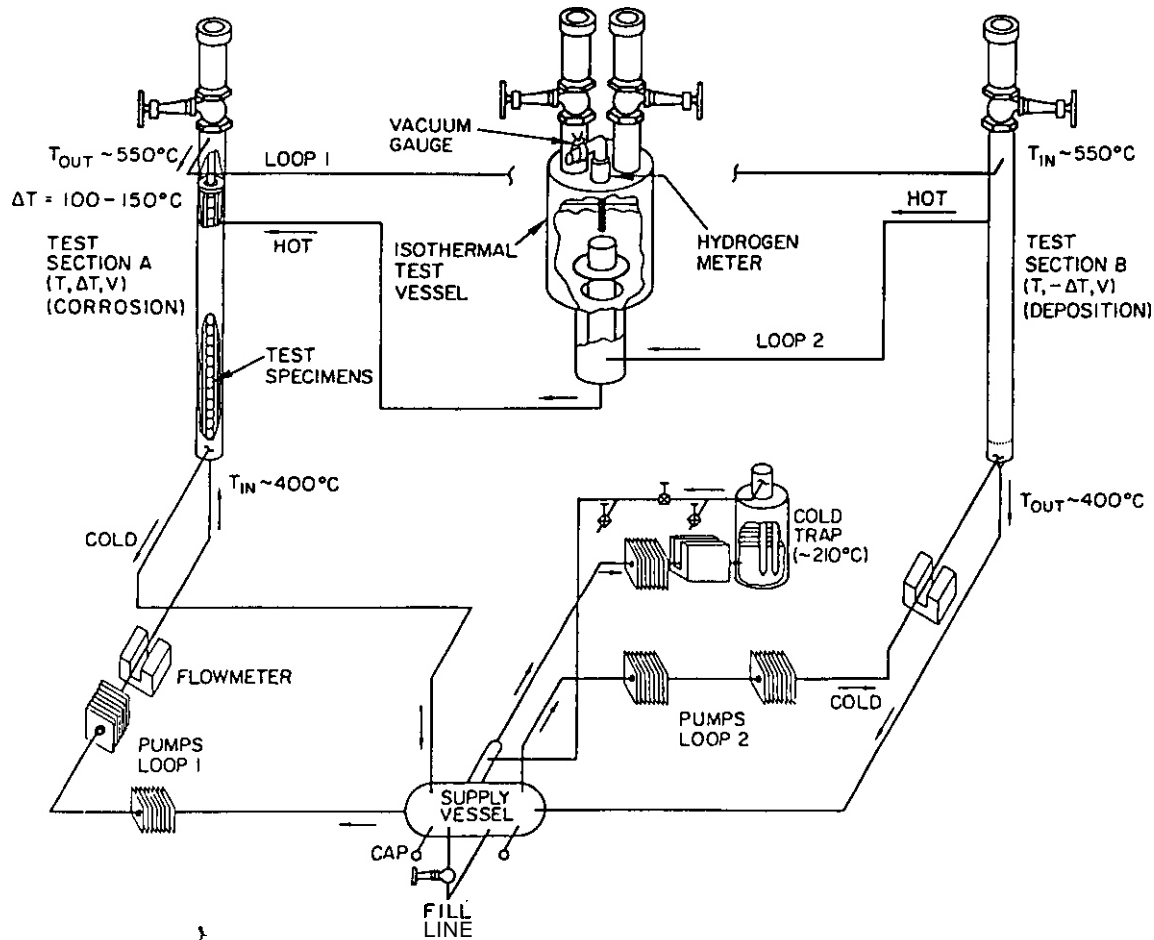 VACUUM
GAUGE
T_OUT ~550°C
LOOP 1
T_IN ~550°C
ΔT = 100-150°C
HOT
HOT
TEST
SECTION A
(T,ΔT,V)
(CORROSION)
ISOTHERMAL
TEST
VESSEL
HYDROGEN
METER
TEST
SECTION B
(T,-ΔT,V)
(DEPOSITION)
LOOP 2
TEST
SPECIMENS
T_IN ~400°C
COLD
COLD
TRAP
(~210°C)
T_OUT ~400°C
FLOWMETER
PUMPS
LOOP 1
PUMPS
LOOP 2
COLD
SUPPLY
VESSEL
CAP
FILL
LINE